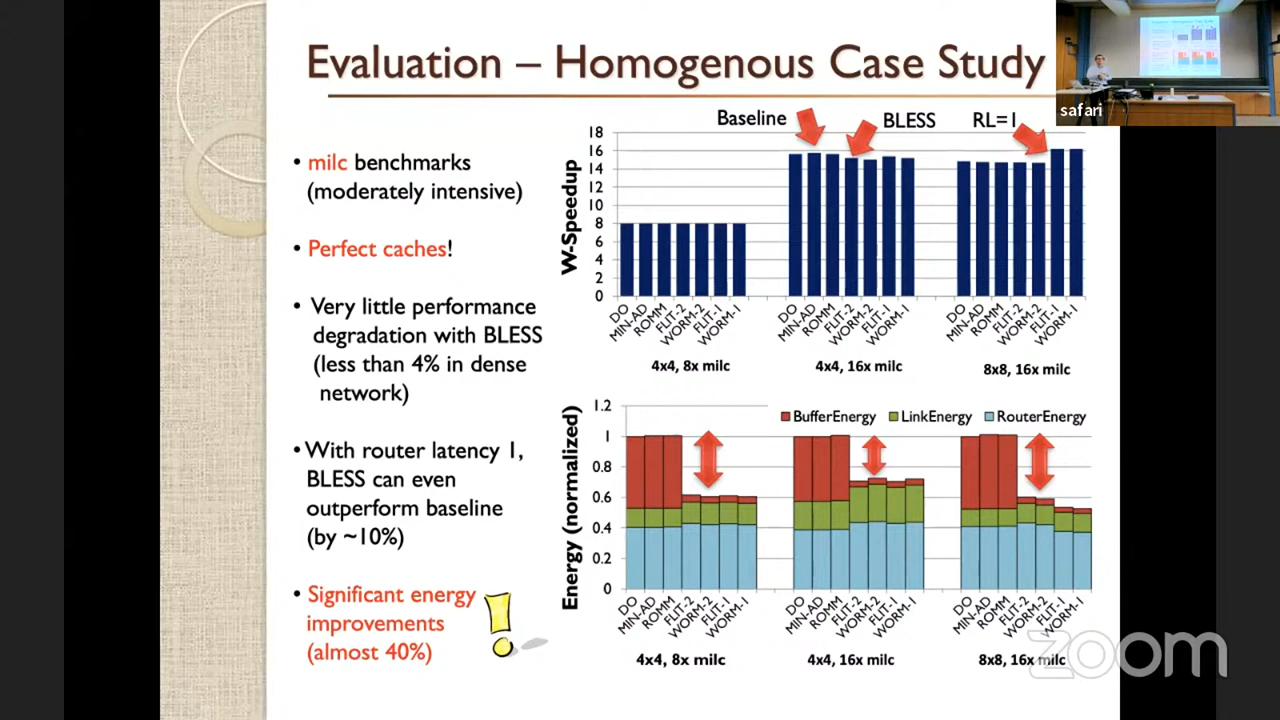 Evaluation – Homogenous Case Study
safari
• milc benchmarks
(moderately intensive)
• Perfect caches!
• Very little performance
degradation with BLESS
(less than 4% in dense
network)
• With router latency 1,
BLESS can even
outperform baseline
(by ~10%)
• Significant energy
improvements
(almost 40%)
Baseline
BLESS
RL=1
W-Speedup
18
16
14
12
10
8
6
4
2
0
DO MIN-AD ROMM FLIT-2 WORM-2 FLIT-1 WORM-1
DO MIN-AD ROMM FLIT-2 WORM-2 FLIT-1 WORM-1
DO MIN-AD ROMM FLIT-2 WORM-2 FLIT-1 WORM-1
4x4, 8x milc
4x4, 16x milc
8x8, 16x milc
Energy (normalized)
1.2
1
0.8
0.6
0.4
0.2
0
BufferEnergy LinkEnergy RouterEnergy
DO MIN-AD ROMM FLIT-2 WORM-2 FLIT-1 WORM-1
DO MIN-AD ROMM FLIT-2 WORM-2 FLIT-1 WORM-1
DO MIN-AD ROMM FLIT-2 WORM-2 FLIT-1 WORM-1
4x4, 8x milc
4x4, 16x milc
8x8, 16x milc
zoom